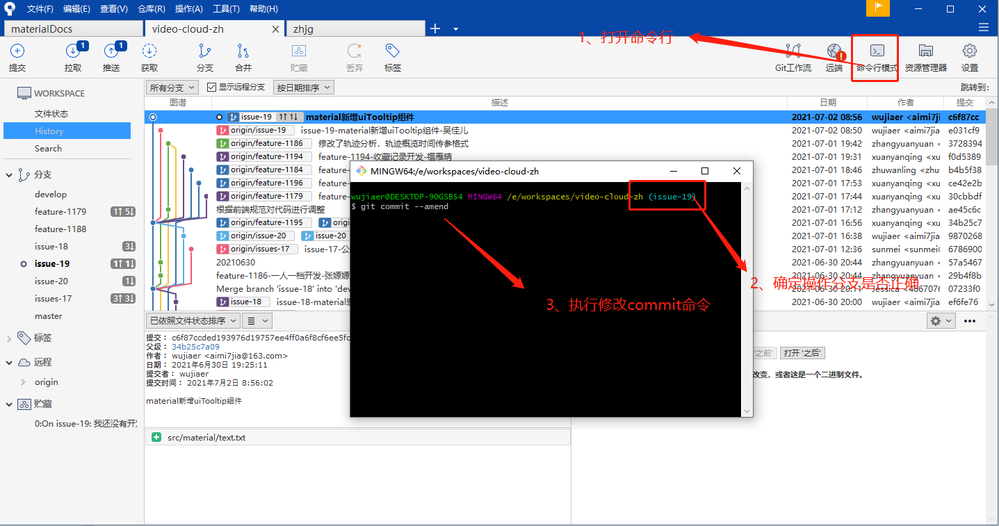 文件(F) 编辑(E) 查看(V) 仓库(R) 操作(A) 工具(T) 帮助(H)
materialDocs video-cloud-zh zhjg
1、打开命令行
提交 拉取 1 推送 1 获取 分支 合并 贮藏 丢弃 标签 Git工作流 远端 命令行模式 资源管理器 设置
所有分支 显示远程分支 按日期排序 跳转到:
图谱 描述 日期 作者 提交
WORKSPACE
文件状态
History
Search
分支
develop
feature-1179 1↑ 5↓
feature-1188
issue-18 3↓
issue-19 1↑ 1↓
issue-20 1↓
issues-17 3↑ 3↓
master
标签
远程
origin
贮藏
0:On issue-19: 我还没有开
issue-19 1↑ 1↓ material新增uiTooltip组件 2021-07-02 08:56 wujiaer <aimi7ji c6f87cc
origin/issue-19 issue-19-material新增uiTooltip组件-吴佳儿 2021-07-02 08:50 wujiaer <aimi7jia e031cf9
origin/feature-1186 修改了轨迹分析，轨迹概览时间传参格式 2021-07-01 19:42 zhangyuanyuan < 3728394
origin/feature-1194 feature-1194-收藏记录开发-禤雁晴 2021-07-01 19:31 xuanyanqing <xu f0d5389
origin/feature-1184 feature- 2021-07-01 18:46 zhuwanling <zhuv b4b5f38
origin/feature-1196 feature- 2021-07-01 17:53 xuanyanqing <xu ce42e2b
origin/feature-1179 feature- 2021-07-01 17:44 xuanyanqing <xu 30cbbdf
根据前端规范对代码进行调整 2021-07-01 17:12 zhangyuanyuan < ae45c6c
origin/feature-1195 origi 2021-07-01 16:56 xuanyanqing <xu 34b25c7
origin/issue-20 issue-20 2021-07-01 16:38 wujiaer <aimi7jia 9870268
origin/issues-17 issue-17-公 2021-07-01 12:36 sunmei <sunmei@ 6786900
20210630 2021-06-30 20:44 zhangyuanyuan < 57a5467
feature-1186-一人一档开发-张嫄嫄 2021-06-30 20:44 zhangyuanyuan < 29b4f8b
Merge branch 'issue-18' into 'dev 2021-06-30 20:11 Jessica <4867076 07233f0
issue-18 issue-18-material 2021-06-30 20:00 wujiaer <aimi7jia ef6fe76
MINGW64:/e/workspaces/video-cloud-zh
wujiaer@DESKTOP-9OGSB54 MINGW64 /e/workspaces/video-cloud-zh (issue-19)
$ git commit --amend
2、确定操作分支是否正确
3、执行修改commit命令
已依照文件状态排序
提交： c6f87ccded193976d19757ee4ff0a6f8cf6ee5fc
父级： 34b25c7a09
作者： wujiaer <aimi7jia@163.com>
日期： 2021年6月30日 19:25:11
提交者： wujiaer
提交时间： 2021年7月2日 8:56:02
material新增uiTooltip组件
src/material/text.txt
'之前' 打开 '之后'
改变，或者这是一个二进制文件。